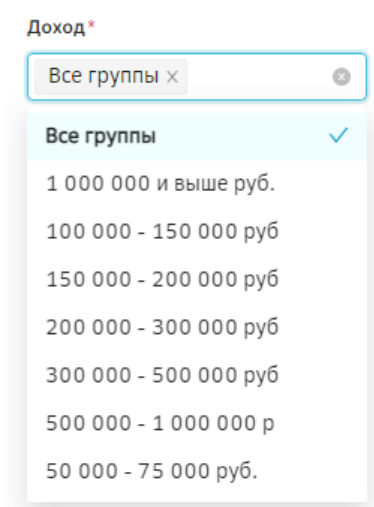 Доход*
Все группы ×
Все группы
1 000 000 и выше руб.
100 000 - 150 000 руб
150 000 - 200 000 руб
200 000 - 300 000 руб
300 000 - 500 000 руб
500 000 - 1 000 000 р
50 000 - 75 000 руб.